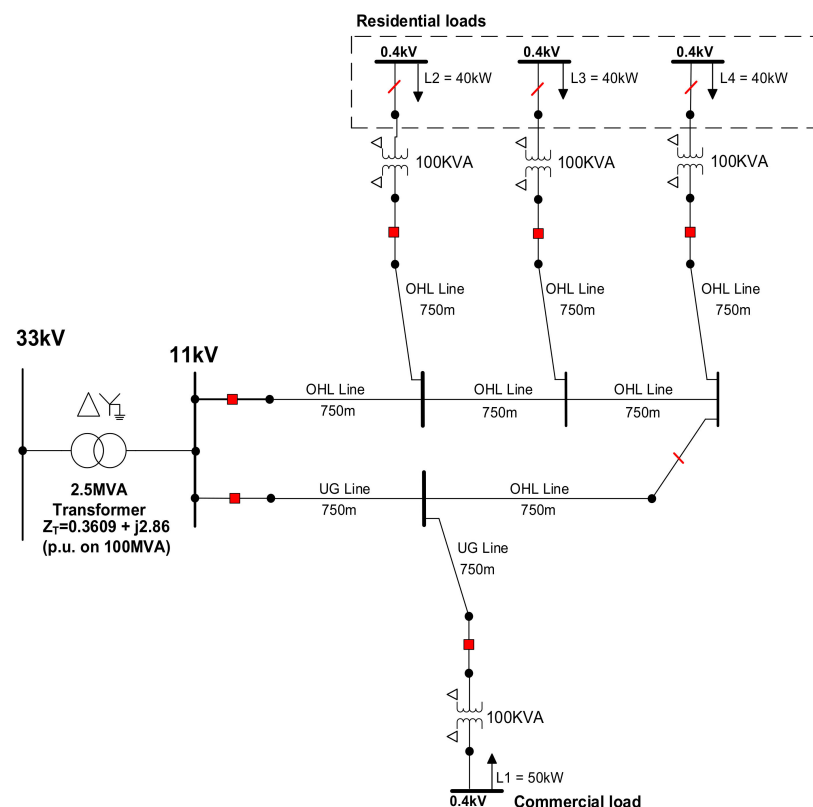 Residential loads
0.4kV
0.4kV
0.4kV
L2 = 40kW
L3 = 40kW
L4 = 40kW
100KVA
100KVA
100KVA
OHL Line
750m
OHL Line
750m
OHL Line
750m
33kV
11kV
OHL Line
750m
OHL Line
750m
OHL Line
750m
2.5MVA
Transformer
ZT=0.3609 + j2.86
(p.u. on 100MVA)
UG Line
750m
OHL Line
750m
UG Line
750m
100KVA
L1 = 50kW
0.4kV
Commercial load